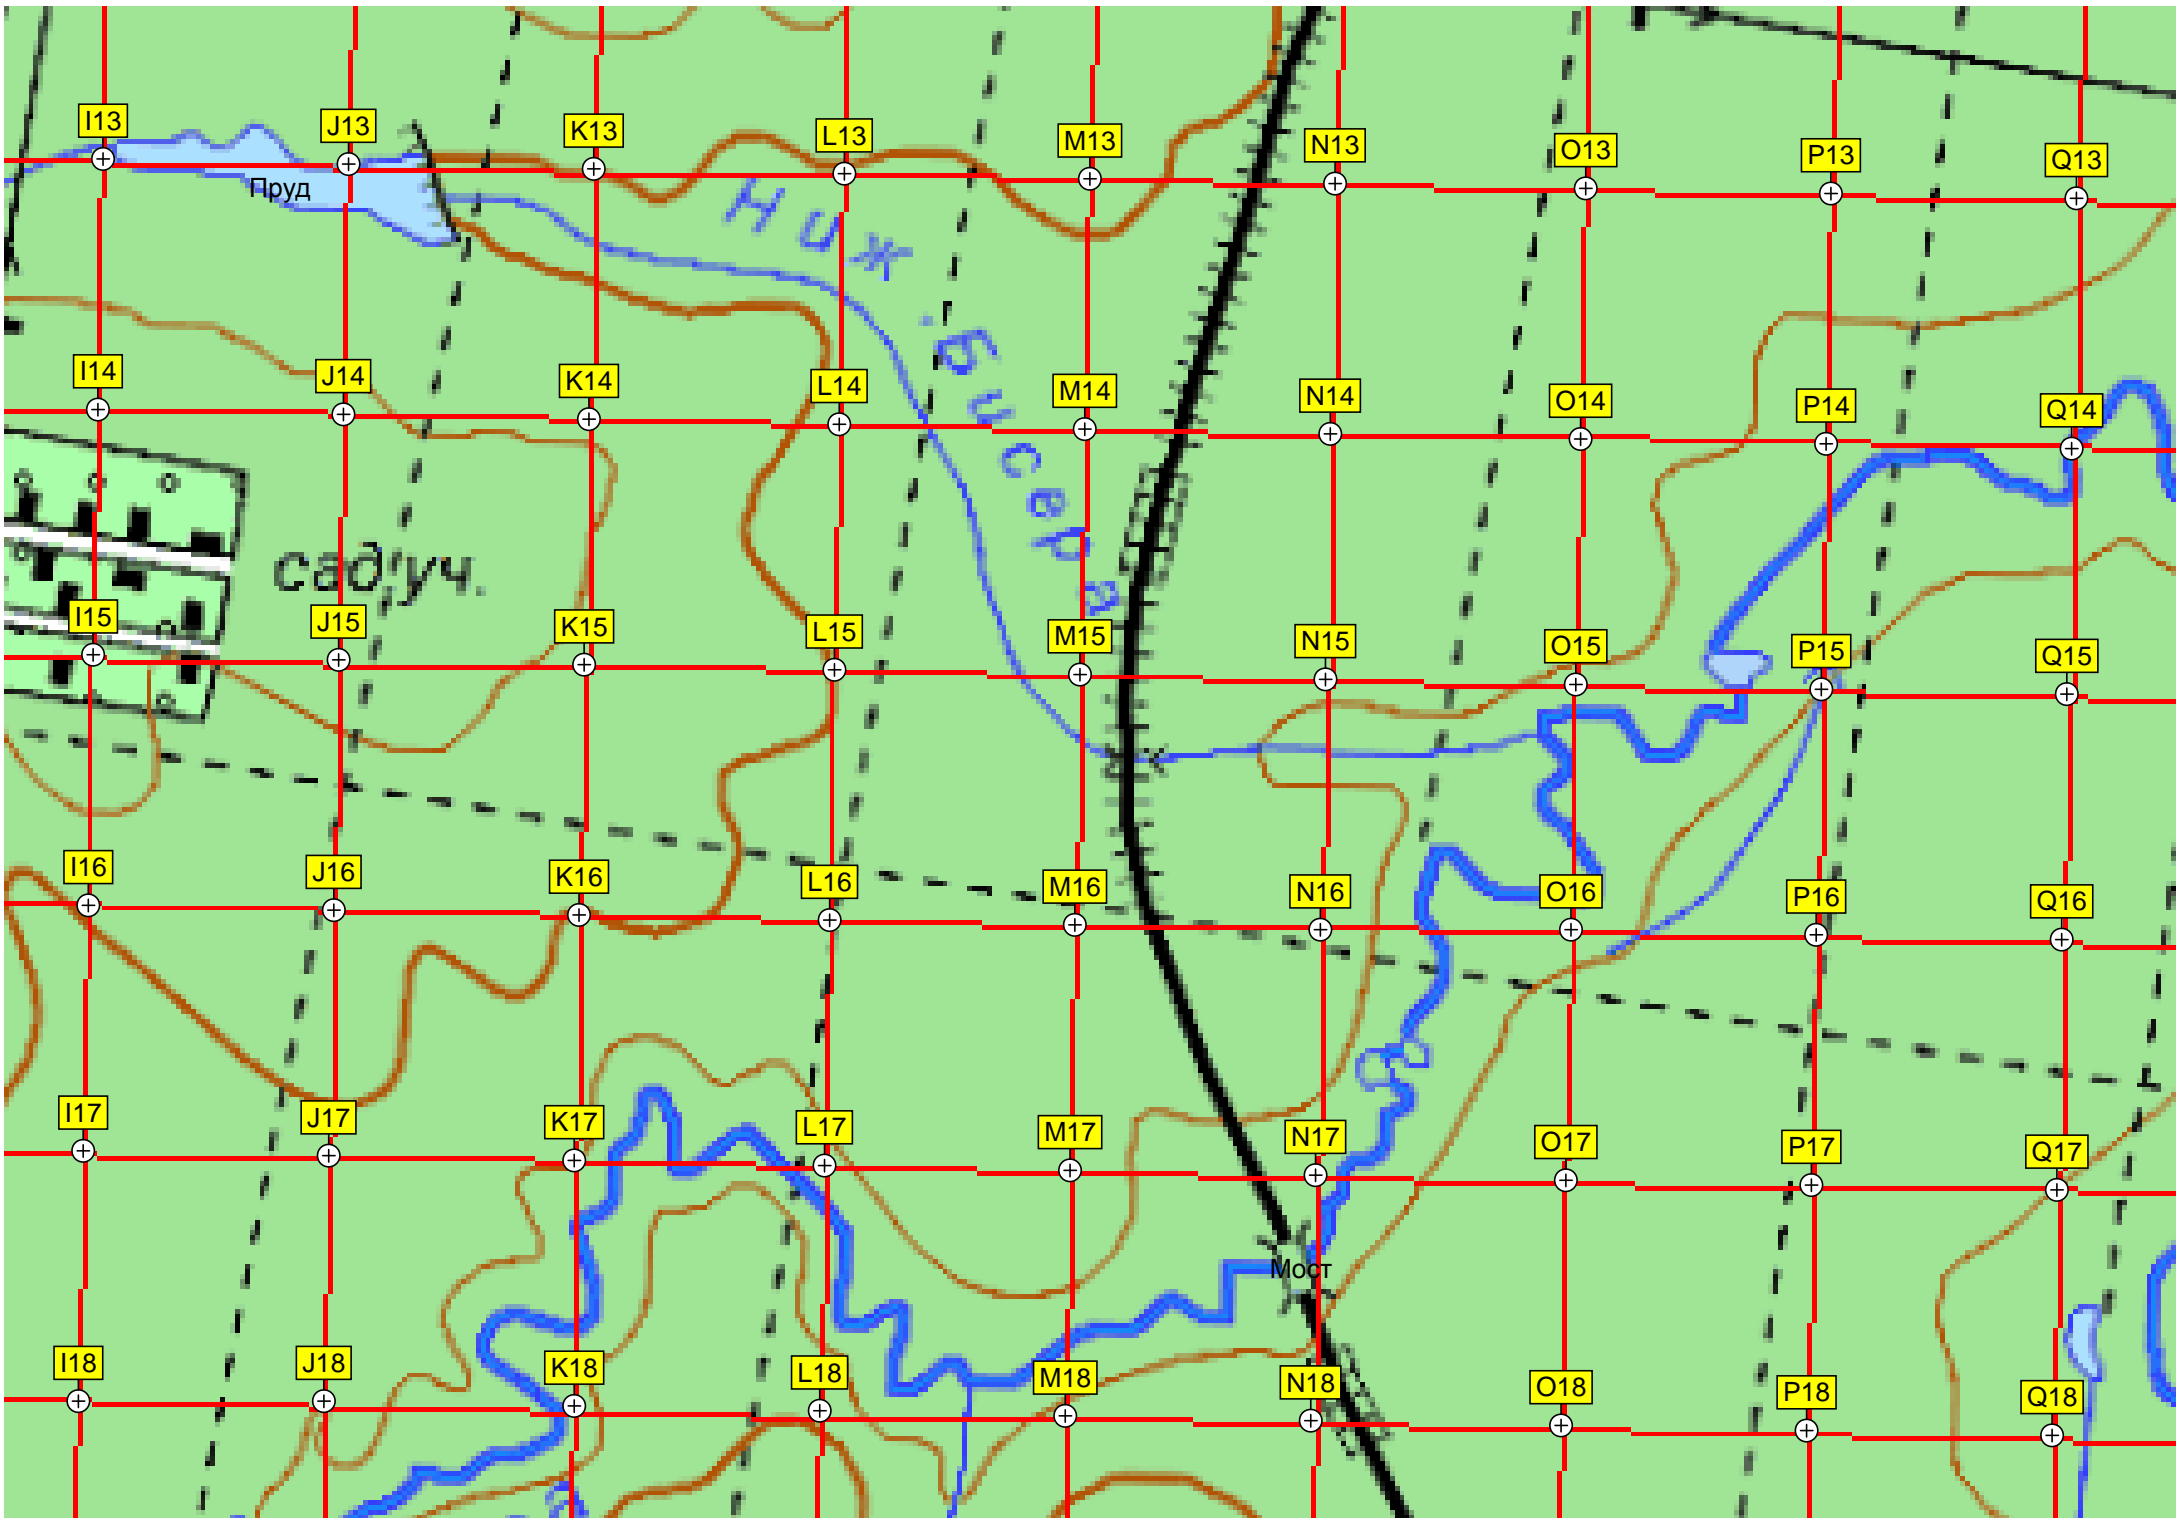 I13 J13 K13 L13 M13 N13 O13 P13 Q13
Пруд
Ниж. Бисерa
I14 J14 K14 L14 M14 N14 O14 P14 Q14
сад.уч.
I15 J15 K15 L15 M15 N15 O15 P15 Q15
I16 J16 K16 L16 M16 N16 O16 P16 Q16
I17 J17 K17 L17 M17 N17 O17 P17 Q17
Мост
I18 J18 K18 L18 M18 N18 O18 P18 Q18